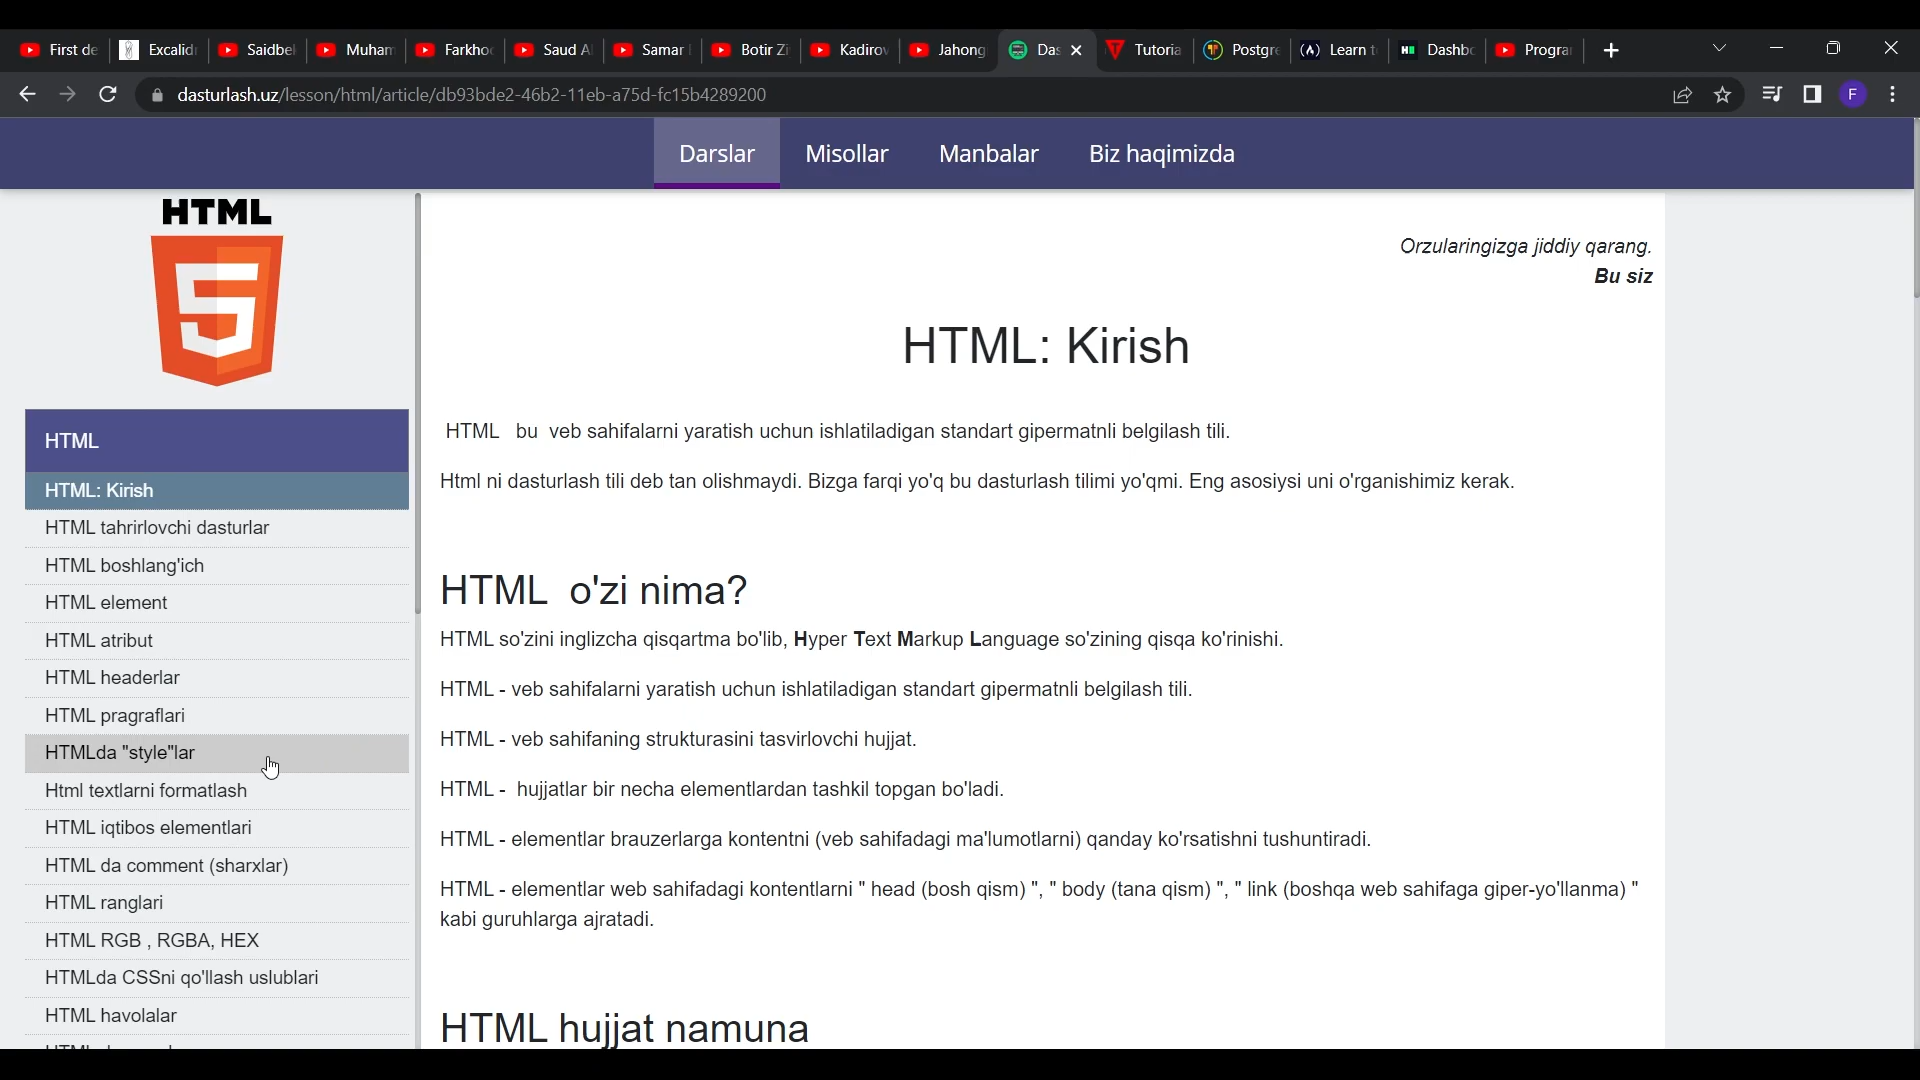 First de
Excalid
Saidbe
Muham
Farkho
Saud A
Samar
Botir Z
Kadirov
Jahong
Das
Tutoria
Postgre
Learn t
Dashbo
Prograr
dasturlash.uz/lesson/html/article/db93bde2-46b2-11eb-a75d-fc15b4289200
F
Darslar
Misollar
Manbalar
Biz haqimizda
HTML
5
HTML
HTML: Kirish
HTML tahrirlovchi dasturlar
HTML boshlang'ich
HTML element
HTML atribut
HTML headerlar
HTML pragraflari
HTMLda "style"lar
Html textlarni formatlash
HTML iqtibos elementlari
HTML da comment (sharxlar)
HTML ranglari
HTML RGB , RGBA, HEX
HTMLda CSSni qo'llash uslublari
HTML havolalar
Orzularingizga jiddiy qarang.
Bu siz
HTML: Kirish
HTML bu veb sahifalarni yaratish uchun ishlatiladigan standart gipermatnli belgilash tili.
Html ni dasturlash tili deb tan olishmaydi. Bizga farqi yo'q bu dasturlash tilimi yo'qmi. Eng asosiysi uni o'rganishimiz kerak.
HTML o'zi nima?
HTML so'zini inglizcha qisqartma bo'lib, Hyper Text Markup Language so'zining qisqa ko'rinishi.
HTML - veb sahifalarni yaratish uchun ishlatiladigan standart gipermatnli belgilash tili.
HTML - veb sahifaning strukturasini tasvirlovchi hujjat.
HTML - hujjatlar bir necha elementlardan tashkil topgan bo'ladi.
HTML - elementlar brauzerlarga kontentni (veb sahifadagi ma'lumotlarni) qanday ko'rsatishni tushuntiradi.
HTML - elementlar web sahifadagi kontentlarni " head (bosh qism) ", " body (tana qism) ", " link (boshqa web sahifaga giper-yo'llanma) "
kabi guruhlarga ajratadi.
HTML hujjat namuna